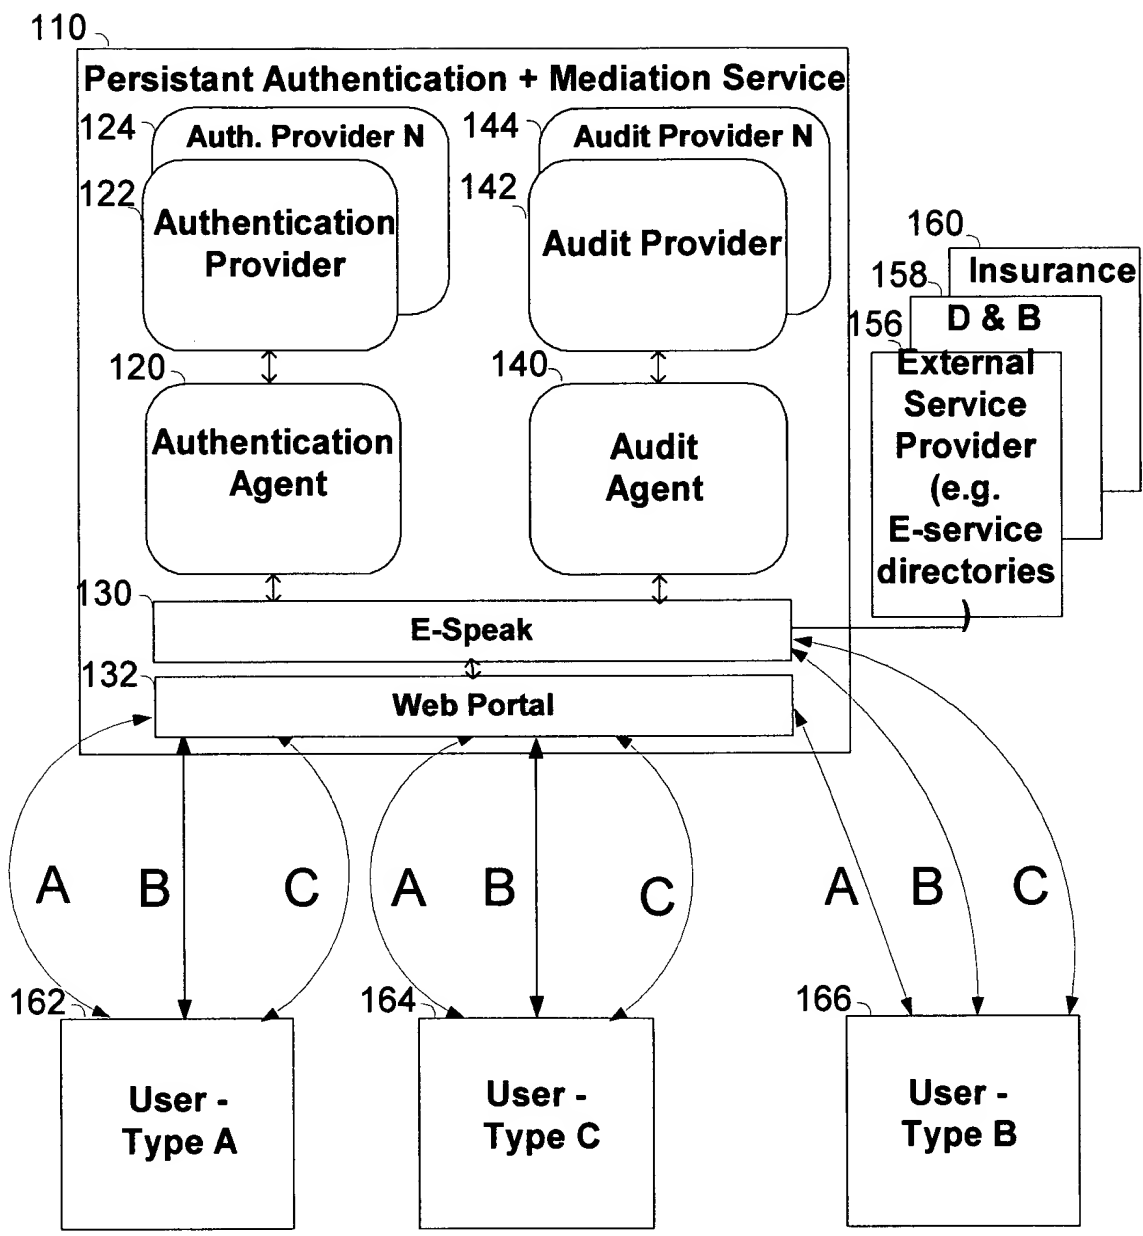 110
Persistant Authentication + Mediation Service
124
Auth. Provider N
144
Audit Provider N
122
Authentication
Provider
142
Audit Provider
160
Insurance
158
D & B
156
External
Service
Provider
(e.g.
E-service
directories
)
120
Authentication
Agent
140
Audit
Agent
130
E-Speak
132
Web Portal
A
B
C
A
B
C
A
B
C
162
User -
Type A
164
User -
Type C
166
User -
Type B